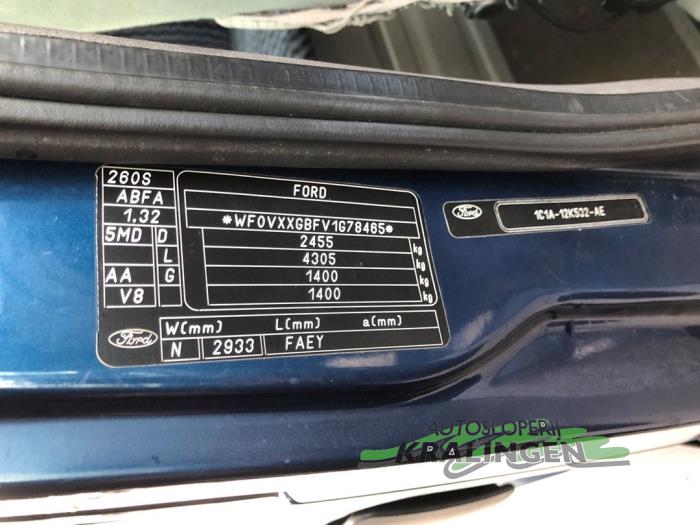 260S
ABFA
1.32
5MD D
L
AA G
V8
FORD
*WF0VXXGBFV1G78465*
2455 kg
4305 kg
1400 kg
1400 kg
Ford
W(mm) L(mm) a(mm)
N 2933 FAEY
Ford
1C1A-12K532-AE
AUTOSLOPERIJ
KRALINGEN